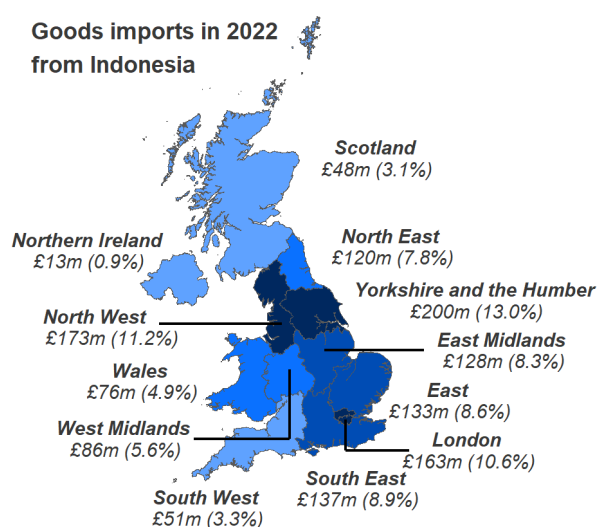 Goods imports in 2022
from Indonesia
Scotland
£48m (3.1%)
Northern Ireland
£13m (0.9%)
North East
£120m (7.8%)
Yorkshire and the Humber
£200m (13.0%)
North West
£173m (11.2%)
East Midlands
£128m (8.3%)
Wales
£76m (4.9%)
East
£133m (8.6%)
West Midlands
£86m (5.6%)
London
£163m (10.6%)
South East
£137m (8.9%)
South West
£51m (3.3%)